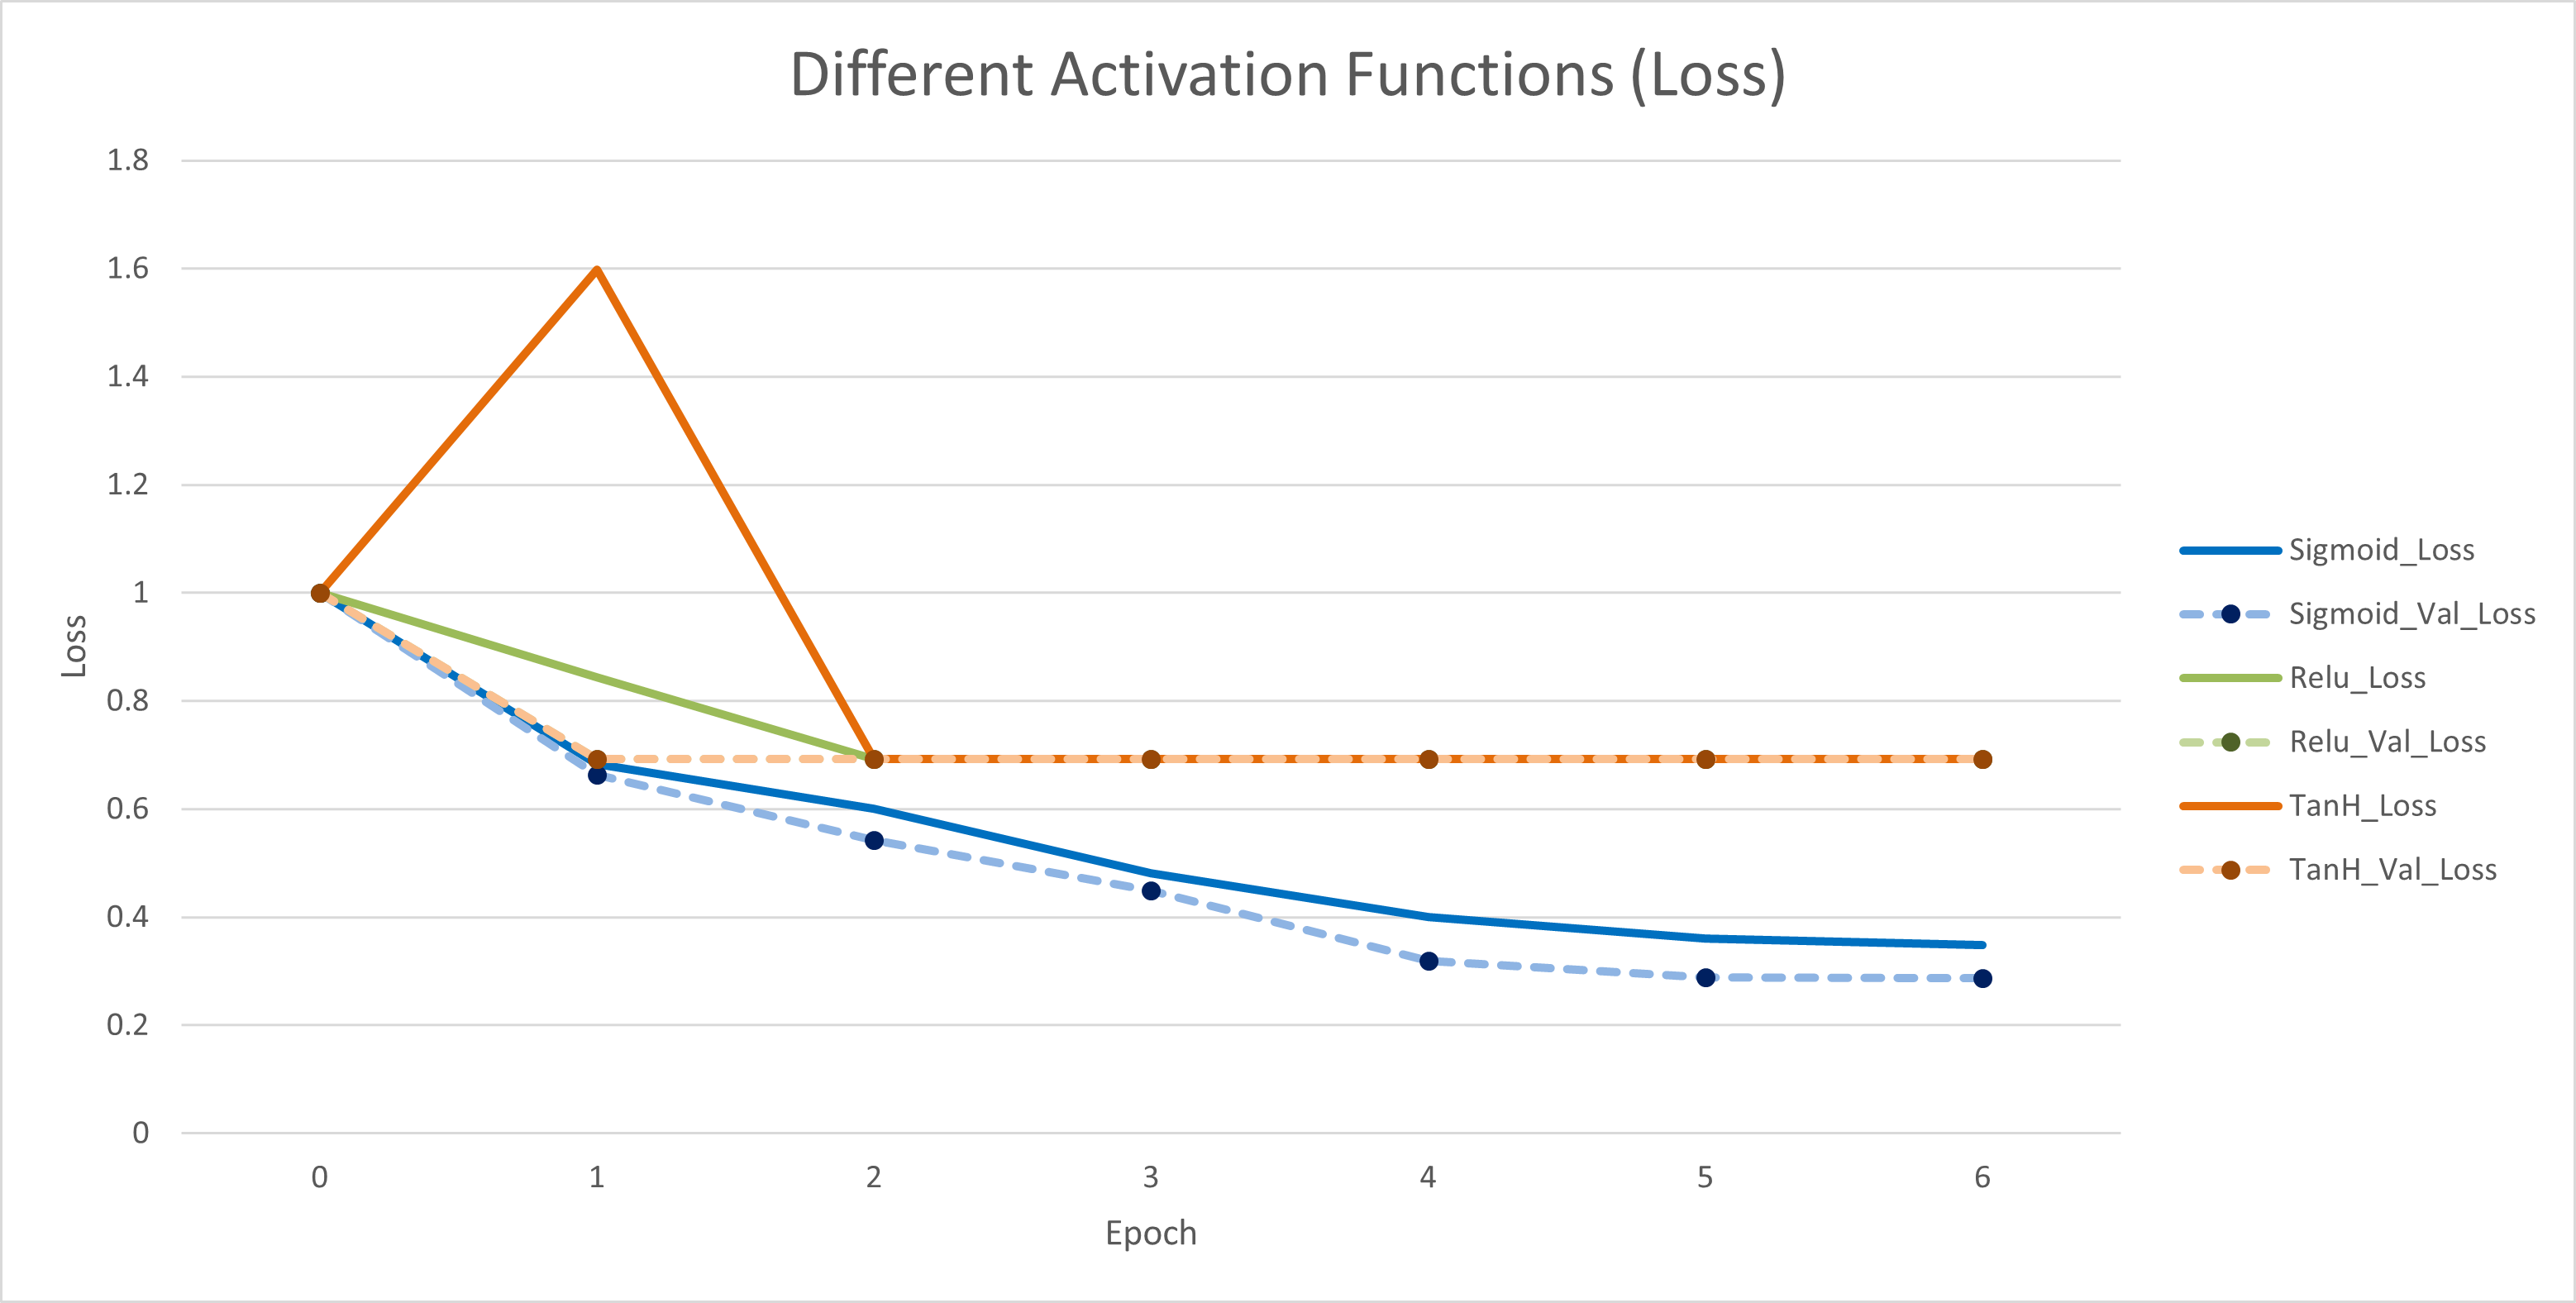 Different Activation Functions (Loss)
1.8
1.6
1.4
1.2
1
0.8
0.6
0.4
0.2
0
Loss
0 1 2 3 4 5 6
Epoch
Sigmoid_Loss
Sigmoid_Val_Loss
Relu_Loss
Relu_Val_Loss
TanH_Loss
TanH_Val_Loss